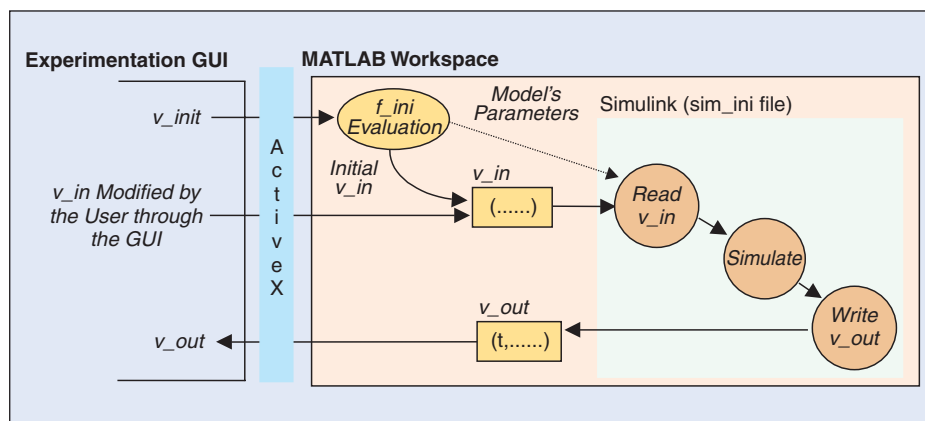 Experimentation GUI
MATLAB Workspace
v_init
f_ini
Evaluation
Model's
Parameters
Simulink (sim_ini file)
A
c
t
i
v
e
X
Initial
v_in
v_in
v_in Modified by
the User through
the GUI
(......)
Read
v_in
Simulate
v_out
v_out
(t,......)
Write
v_out